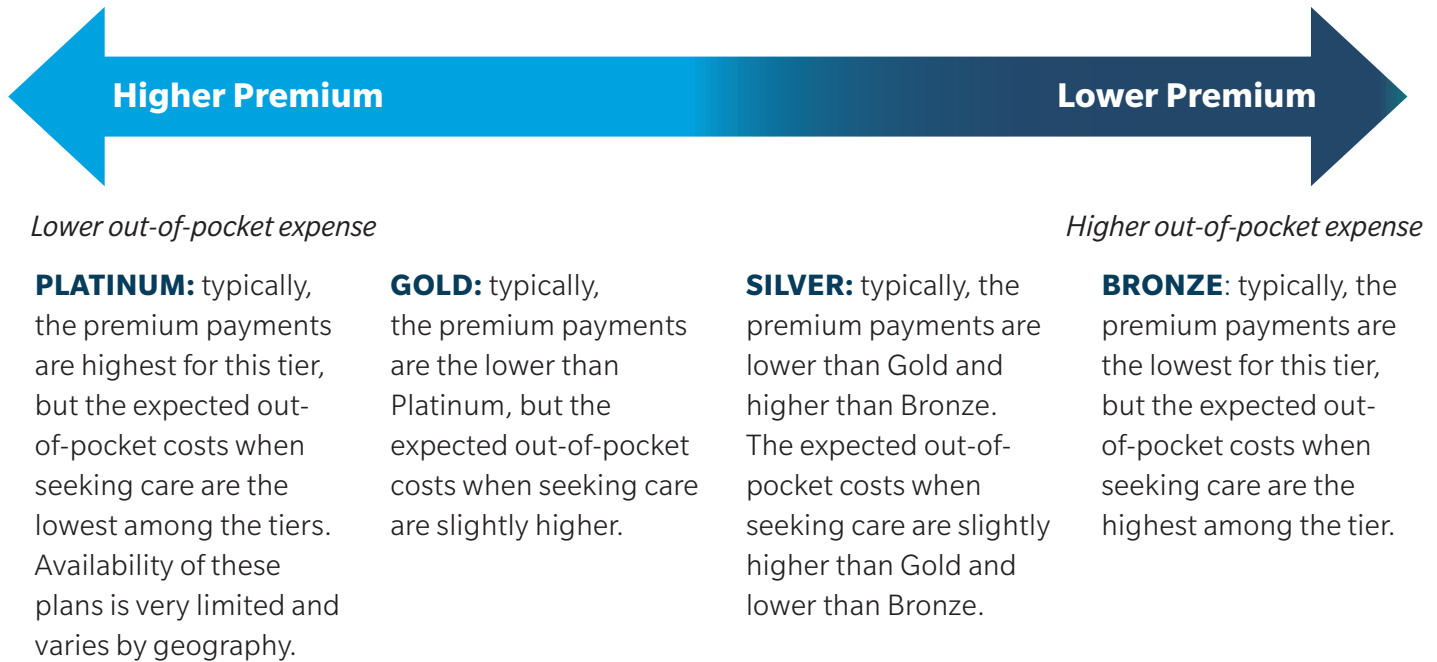 Higher Premium
Lower Premium
Lower out-of-pocket expense
Higher out-of-pocket expense
PLATINUM: typically,
the premium payments
are highest for this tier,
but the expected out-
of-pocket costs when
seeking care are the
lowest among the tiers.
Availability of these
plans is very limited and
varies by geography.
GOLD: typically,
the premium payments
are the lower than
Platinum, but the
expected out-of-pocket
costs when seeking care
are slightly higher.
SILVER: typically, the
premium payments are
lower than Gold and
higher than Bronze.
The expected out-of-
pocket costs when
seeking care are slightly
higher than Gold and
lower than Bronze.
BRONZE: typically, the
premium payments are
the lowest for this tier,
but the expected out-
of-pocket costs when
seeking care are the
highest among the tier.